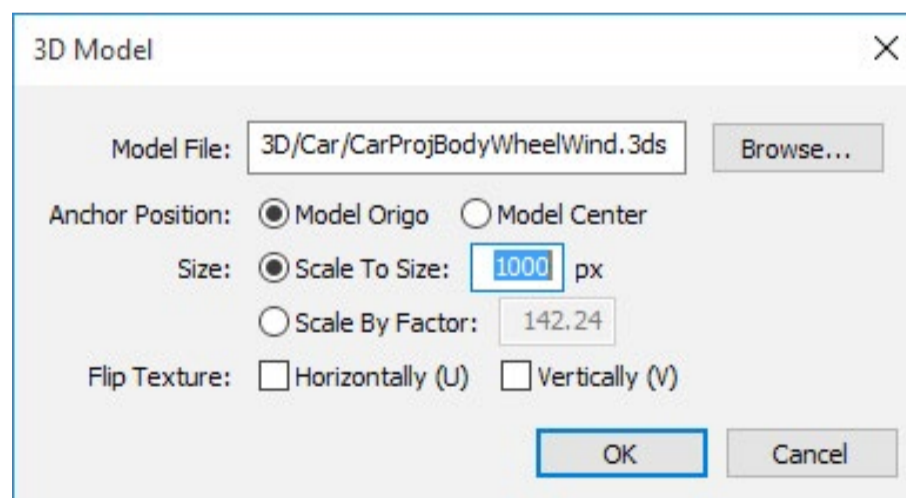 3D Model
Model File: 3D/Car/CarProjBodyWheelWind.3ds Browse...
Anchor Position: Model Origo Model Center
Size: Scale To Size: 1000 px
Scale By Factor: 142.24
Flip Texture: Horizontally (U) Vertically (V)
OK Cancel